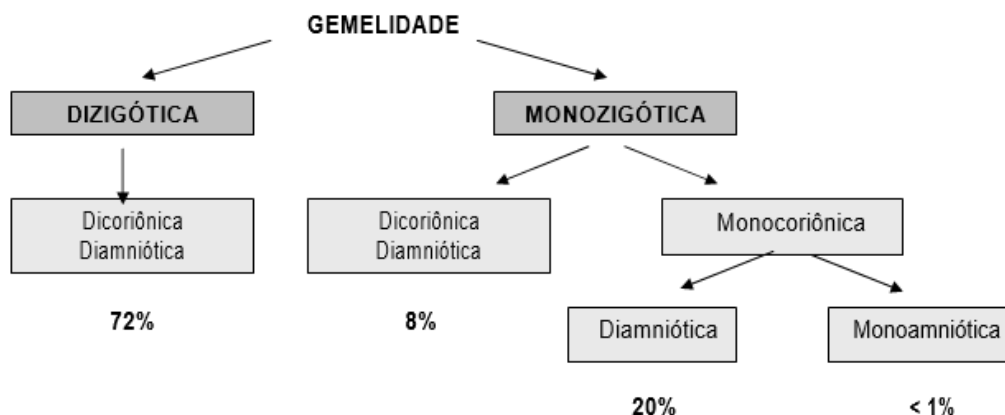 GEMELIDADE
DIZIGÓTICA
MONOZIGÓTICA
Dicoriônica
Diamniótica
Dicoriônica
Diamniótica
Monocoriônica
72%
8%
Diamniótica
Monoamniótica
20%
< 1%